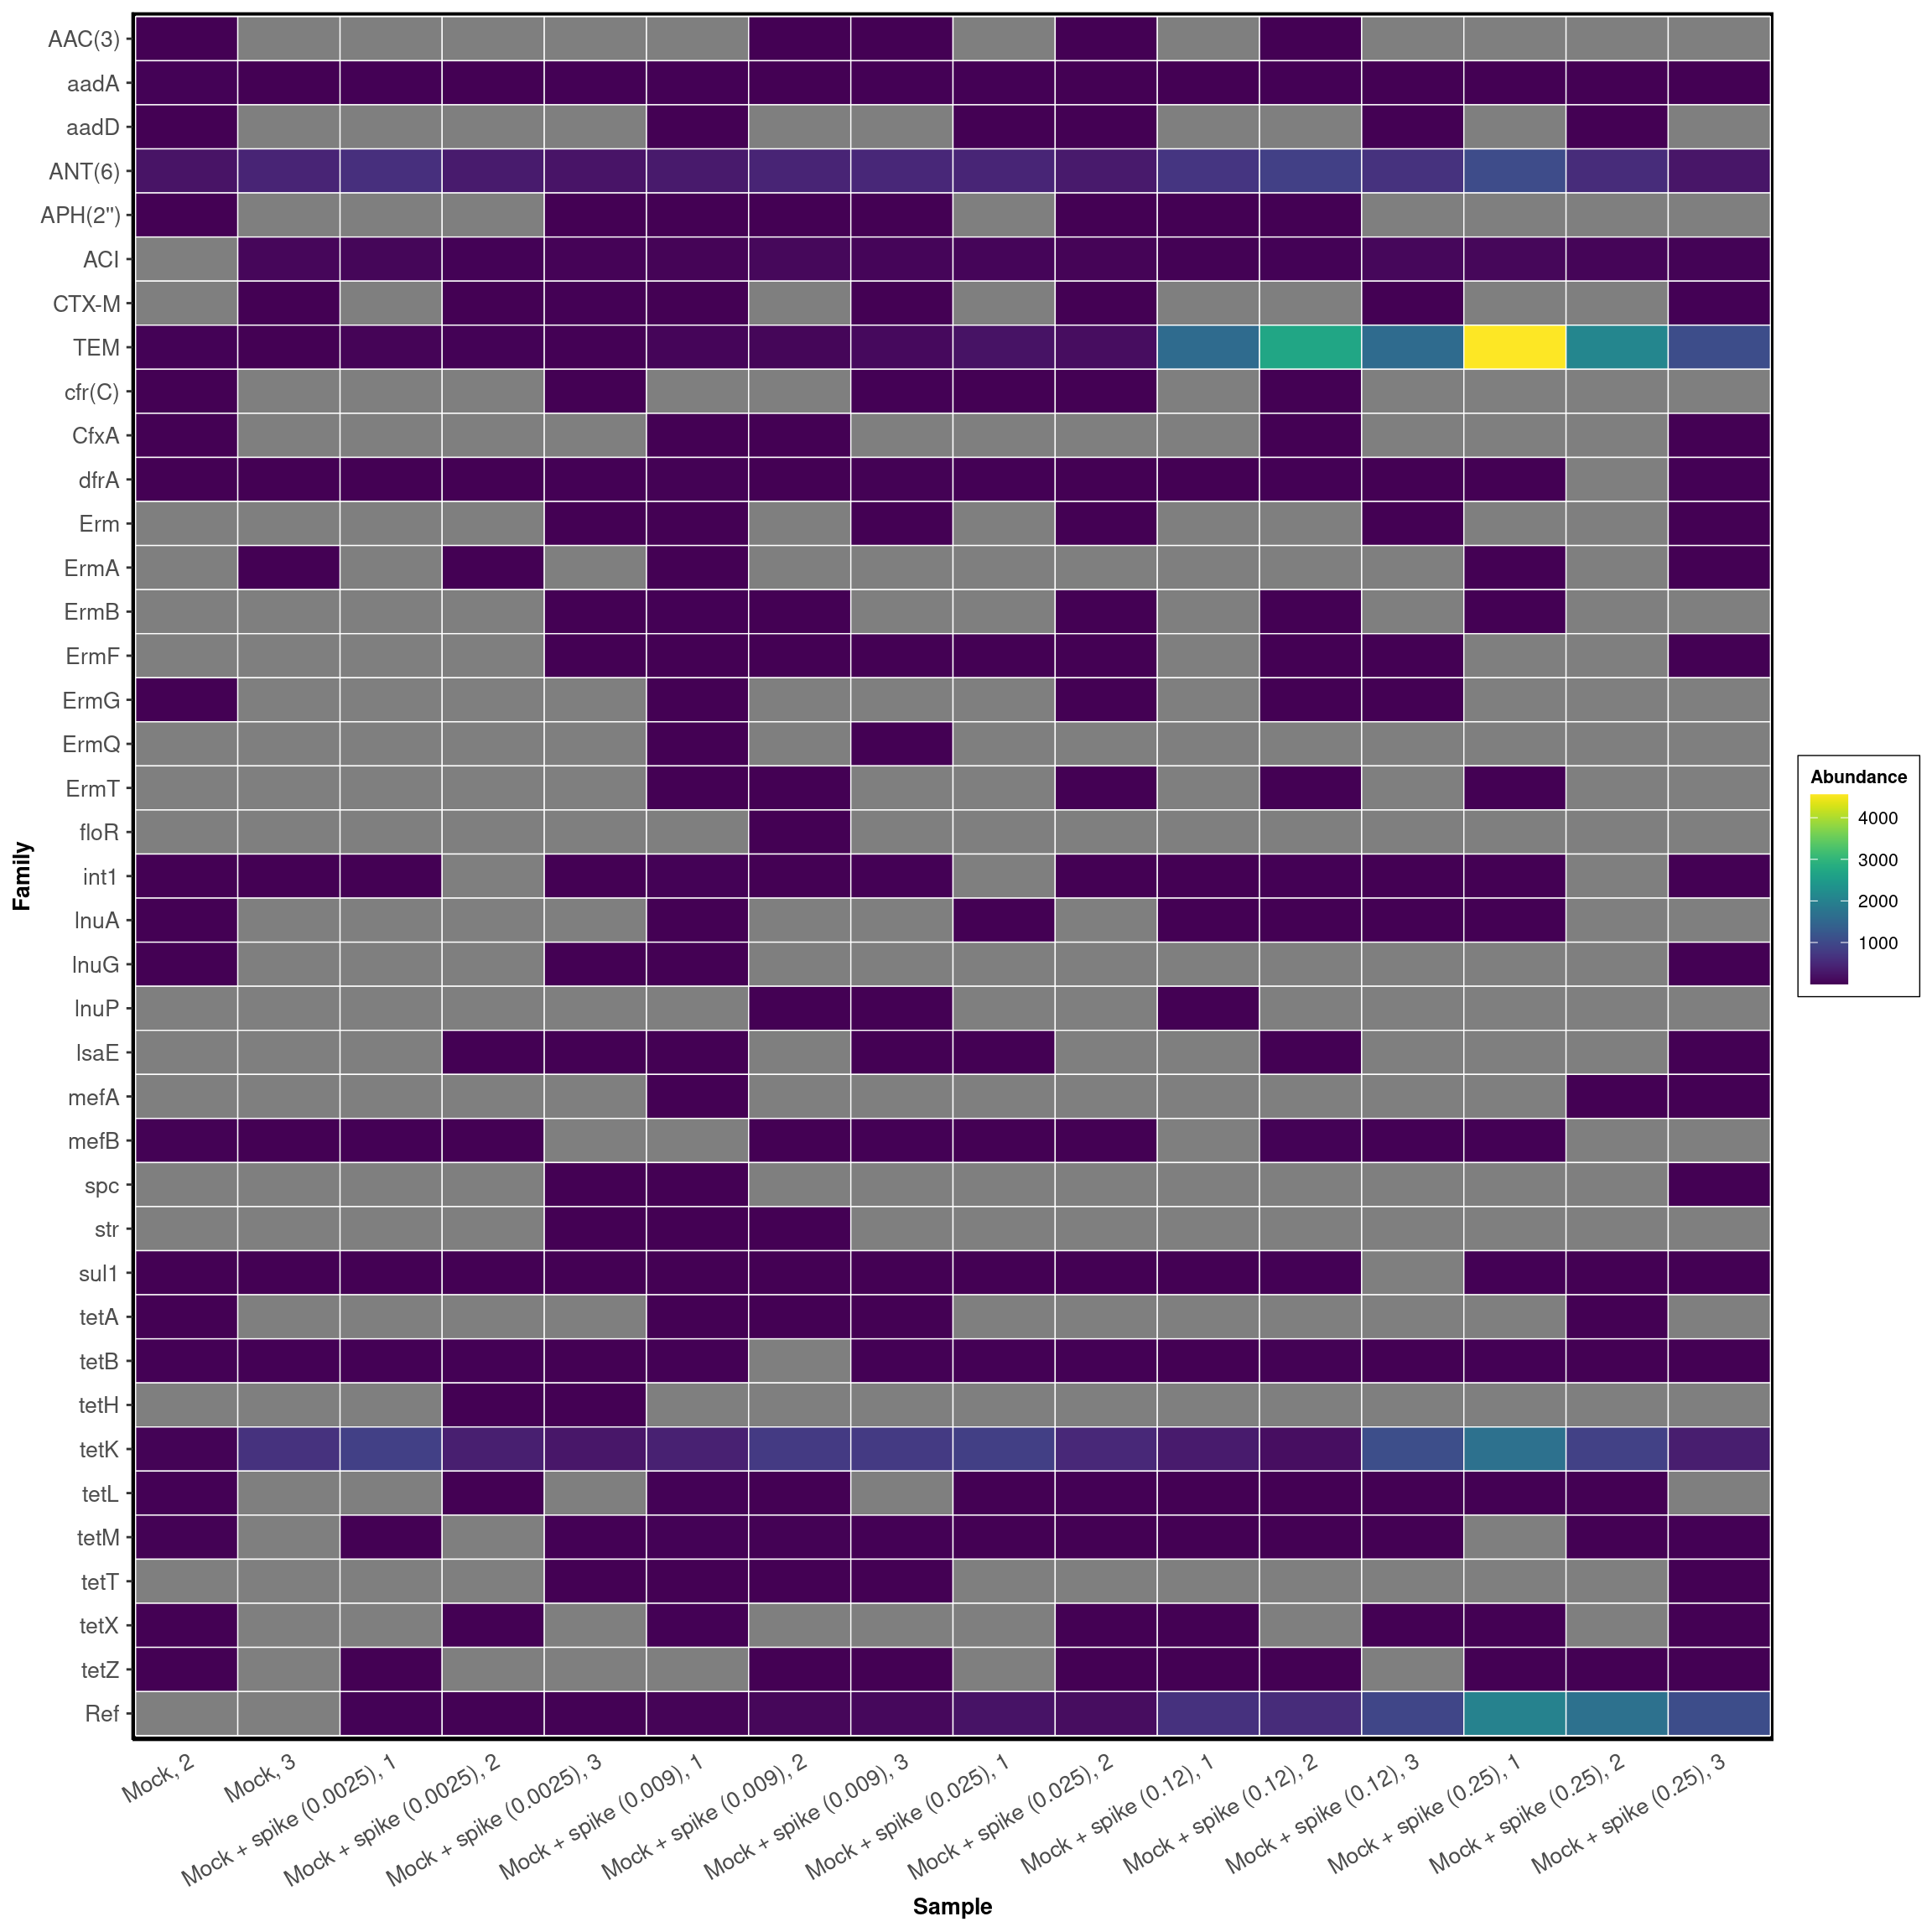 AAC(3)
aadA
aadD
ANT(6)
APH(2")
ACI
CTX-M
TEM
cfr(C)
CfxA
dfrA
Erm
ErmA
ErmB
ErmF
ErmG
ErmQ
ErmT
floR
int1
lnuA
lnuG
lnuP
lsaE
mefA
mefB
spc
str
sul1
tetA
tetB
tetH
tetK
tetL
tetM
tetT
tetX
tetZ
Ref
Family
Mock, 2
Mock, 3
Mock + spike (0.0025), 1
Mock + spike (0.0025), 2
Mock + spike (0.0025), 3
Mock + spike (0.009), 1
Mock + spike (0.009), 2
Mock + spike (0.009), 3
Mock + spike (0.025), 1
Mock + spike (0.025), 2
Mock + spike (0.12), 1
Mock + spike (0.12), 2
Mock + spike (0.12), 3
Mock + spike (0.25), 1
Mock + spike (0.25), 2
Mock + spike (0.25), 3
Sample
Abundance
4000
3000
2000
1000